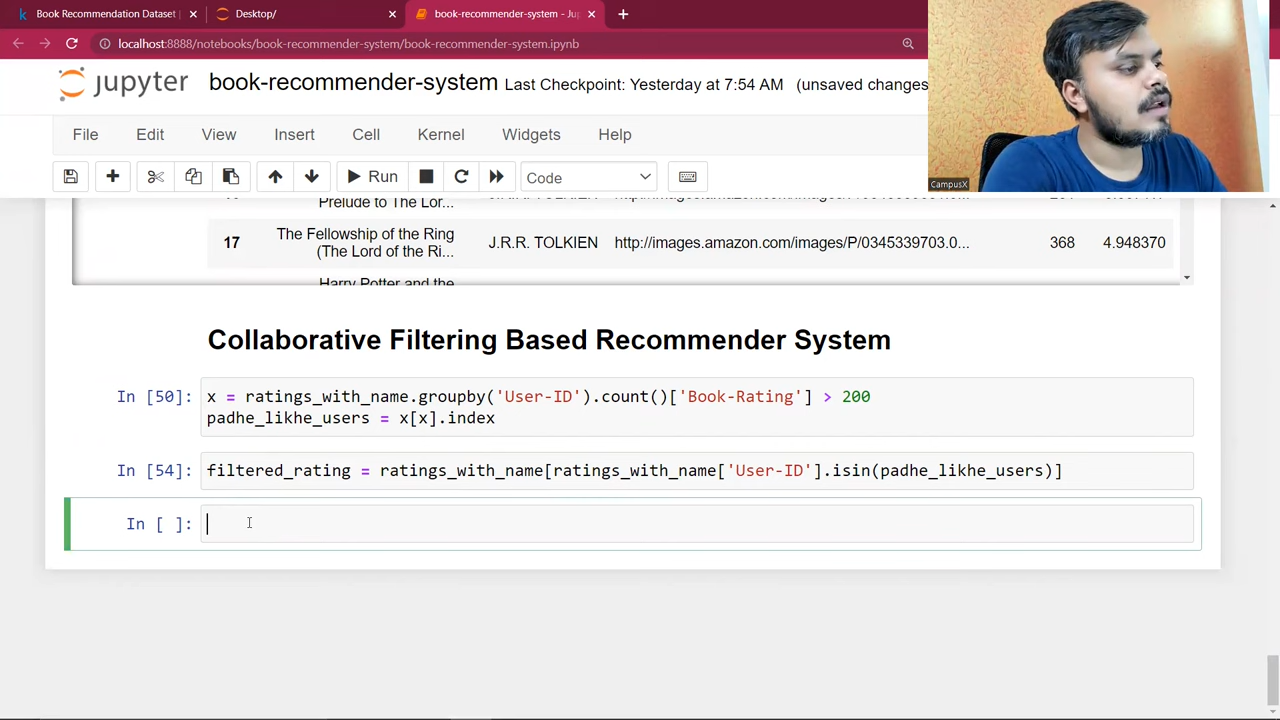 Book Recommendation Dataset
Desktop/
book-recommender-system - Ju
localhost:8888/notebooks/book-recommender-system/book-recommender-system.ipynb
jupyter book-recommender-system Last Checkpoint: Yesterday at 7:54 AM (unsaved changes
File Edit View Insert Cell Kernel Widgets Help
Run Code
CampusX
Prelude to The Lor...
17 The Fellowship of the Ring (The Lord of the Ri... J.R.R. TOLKIEN http://images.amazon.com/images/P/0345339703.0... 368 4.948370
Harry Potter and the
Collaborative Filtering Based Recommender System
In [50]: x = ratings_with_name.groupby('User-ID').count()['Book-Rating'] > 200
padhe_likhe_users = x[x].index
In [54]: filtered_rating = ratings_with_name[ratings_with_name['User-ID'].isin(padhe_likhe_users)]
In [ ]: